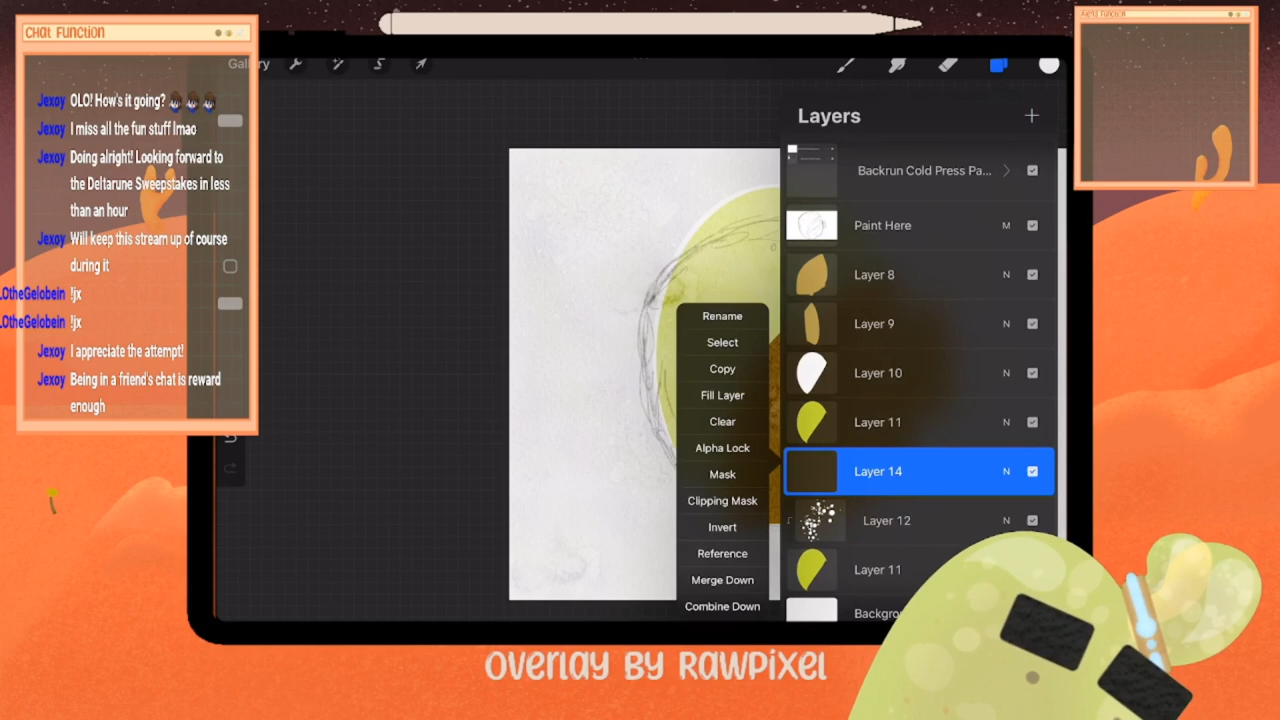 CHat Function
Jexoy OLO! How's it going?
Jexoy I miss all the fun stuff lmao
Jexoy Doing alright! Looking forward to
the Deltarune Sweepstakes in less
than an hour
Jexoy Will keep this stream up of course
during it
LOtheGelobein !jx
LOtheGelobein !jx
Jexoy I appreciate the attempt!
Jexoy Being in a friend's chat is reward
enough
Gallery
Layers
Backrun Cold Press Pa...
Paint Here M
Layer 8 N
Layer 9 N
Layer 10 N
Layer 11 N
Layer 14 N
Layer 12 N
Layer 11
Backgro
Rename
Select
Copy
Fill Layer
Clear
Alpha Lock
Mask
Clipping Mask
Invert
Reference
Merge Down
Combine Down
Overlay by Rawpixel